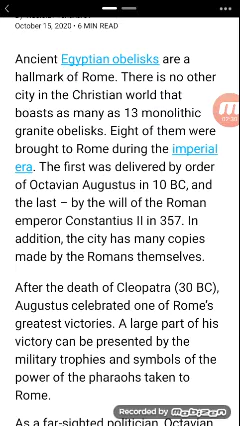 October 15, 2020 • 6 MIN READ
Ancient Egyptian obelisks are a
hallmark of Rome. There is no other
city in the Christian world that
boasts as many as 13 monolithic
granite obelisks. Eight of them were
brought to Rome during the imperial
era. The first was delivered by order
of Octavian Augustus in 10 BC, and
the last – by the will of the Roman
emperor Constantius II in 357. In
addition, the city has many copies
made by the Romans themselves.
After the death of Cleopatra (30 BC),
Augustus celebrated one of Rome's
greatest victories. A large part of his
victory can be presented by the
military trophies and symbols of the
power of the pharaohs taken to
Rome.
As a far-sighted politician, Octavian
Recorded by mobizen